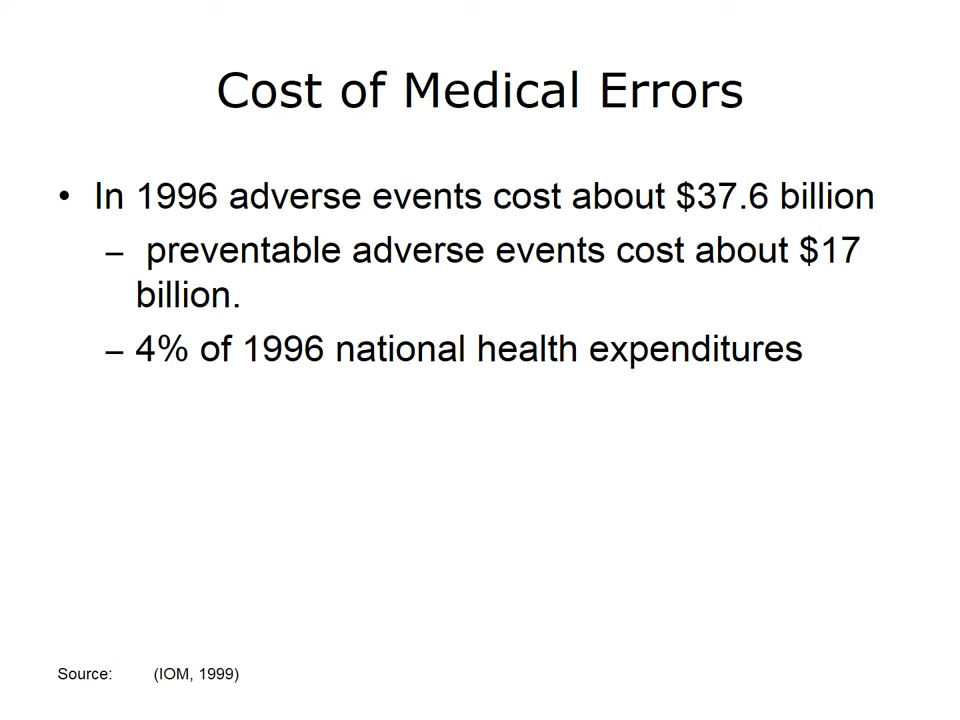 Cost of Medical Errors
• In 1996 adverse events cost about $37.6 billion
– preventable adverse events cost about $17
billion.
– 4% of 1996 national health expenditures
Source: (IOM, 1999)